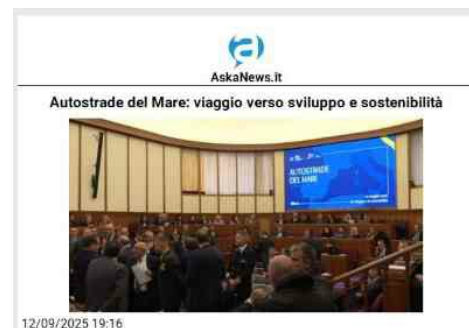 AskaNews.it
Autostrade del Mare: viaggio verso sviluppo e sostenibilità
AUTOSTRADE
DEL MARE
12/09/2025 19:16